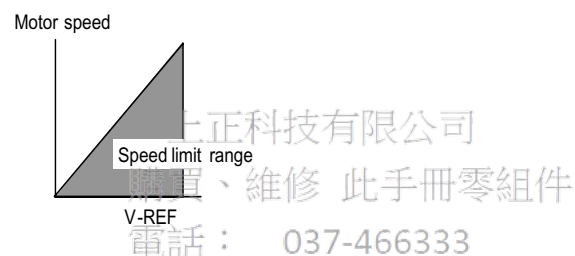 Motor speed
上正科技有限公司
Speed limit range
購買、維修 此手冊零組件
V-REF
電話： 037-466333